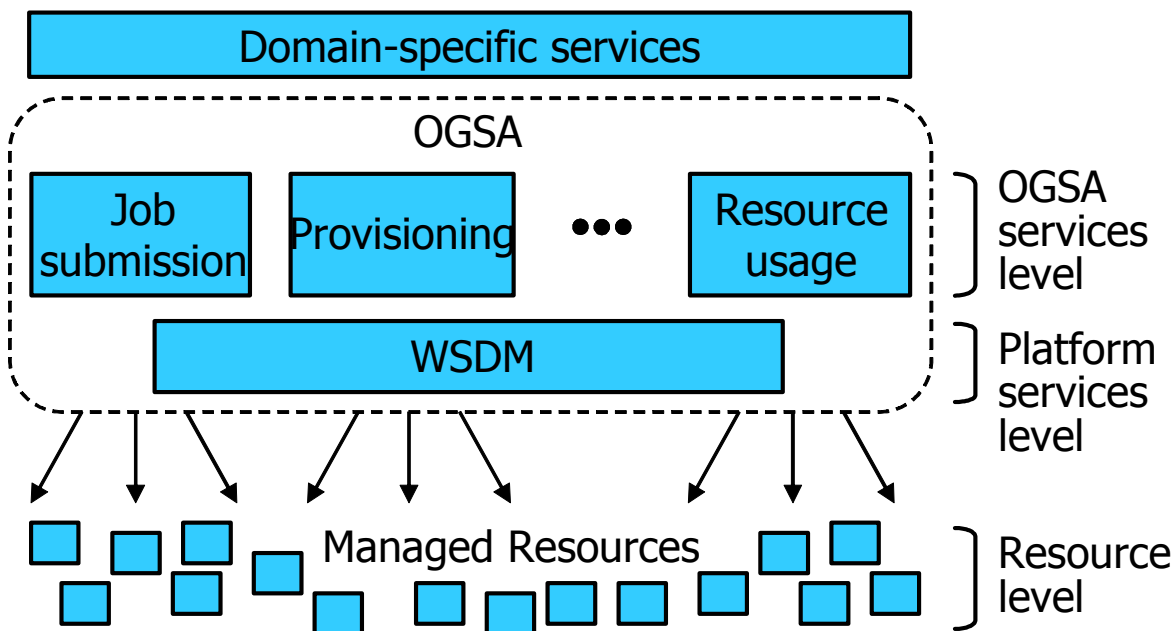 Domain-specific services
OGSA
Job
submission
Provisioning
•••
Resource
usage
OGSA
services
level
WSDM
Platform
services
level
Managed Resources
Resource
level